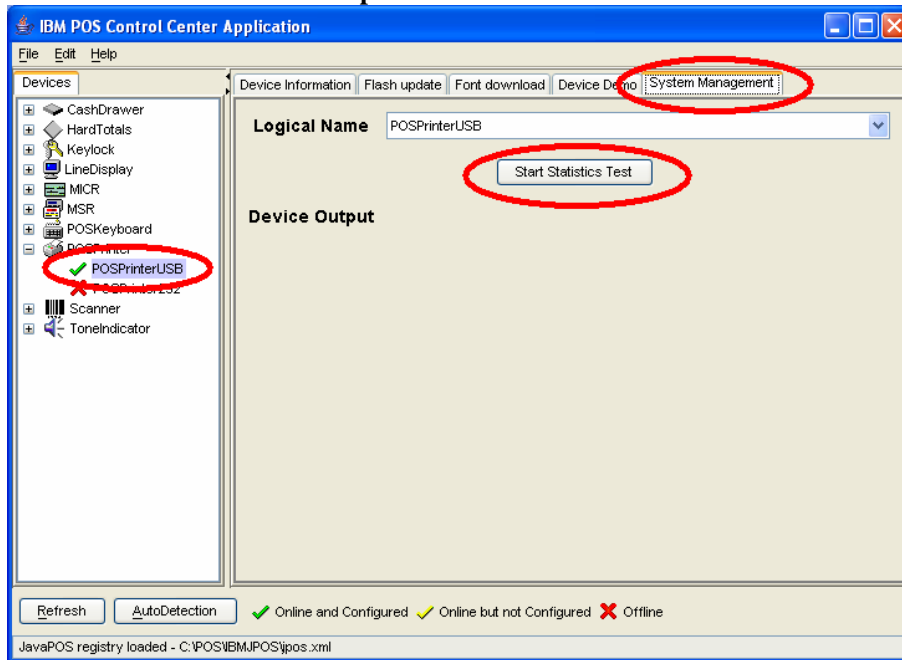 IBM POS Control Center Application
File Edit Help
Devices
Device Information Flash update Font download Device Demo System Management
CashDrawer
HardTotals
Keylock
LineDisplay
MICR
MSR
POSKeyboard
POSPrinter
POSPrinterUSB
POSPrinter232
Scanner
ToneIndicator
Logical Name POSPrinterUSB
Start Statistics Test
Device Output
Refresh AutoDetection Online and Configured Online but not Configured Offline
JavaPOS registry loaded - C:\POS\IBMJPOS\jpos.xml